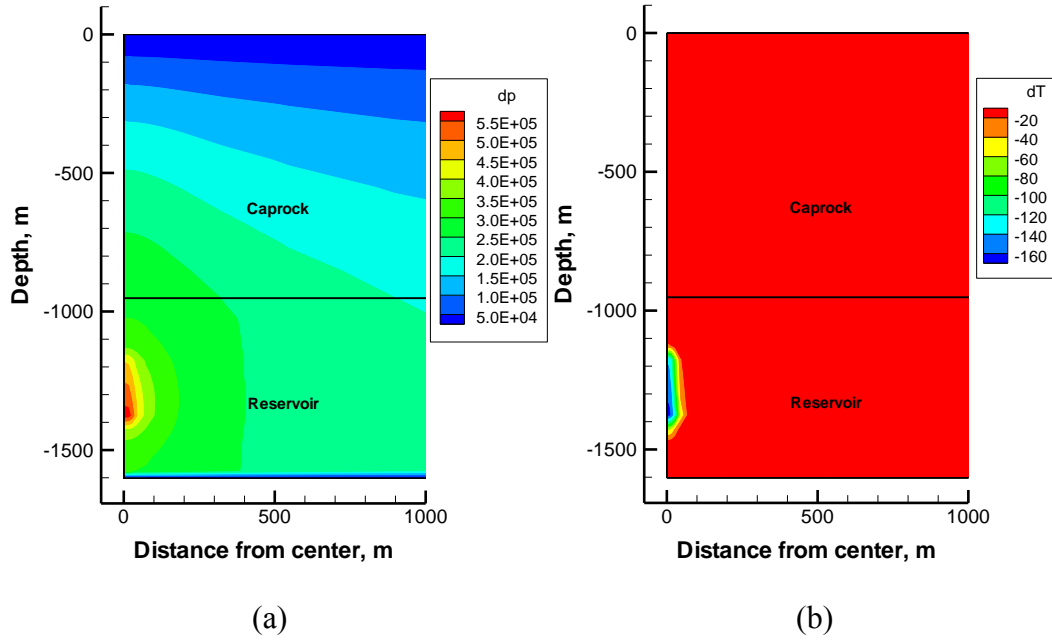 0
-500
-1000
-1500
Depth, m
0
500
1000
Distance from center, m
Caprock
Reservoir
dp
5.5E+05
5.0E+05
4.5E+05
4.0E+05
3.5E+05
3.0E+05
2.5E+05
2.0E+05
1.5E+05
1.0E+05
5.0E+04
(a)
0
-500
-1000
-1500
Depth, m
0
500
1000
Distance from center, m
Caprock
Reservoir
dT
-20
-40
-60
-80
-100
-120
-140
-160
(b)